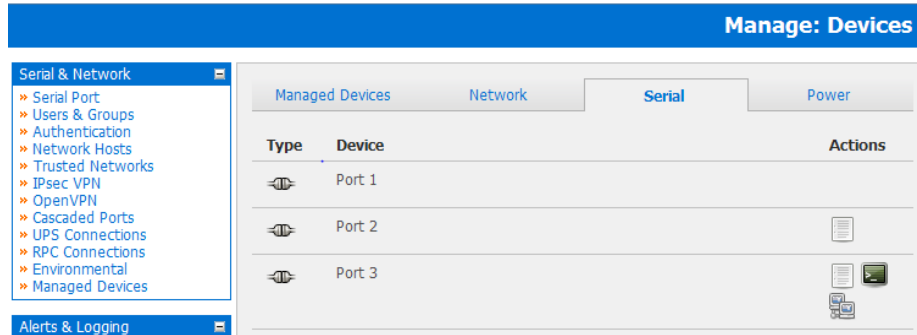 Manage: Devices
Serial & Network
» Serial Port
» Users & Groups
» Authentication
» Network Hosts
» Trusted Networks
» IPsec VPN
» OpenVPN
» Cascaded Ports
» UPS Connections
» RPC Connections
» Environmental
» Managed Devices
Alerts & Logging
Managed Devices Network Serial Power
Type Device Actions
Port 1
Port 2
Port 3